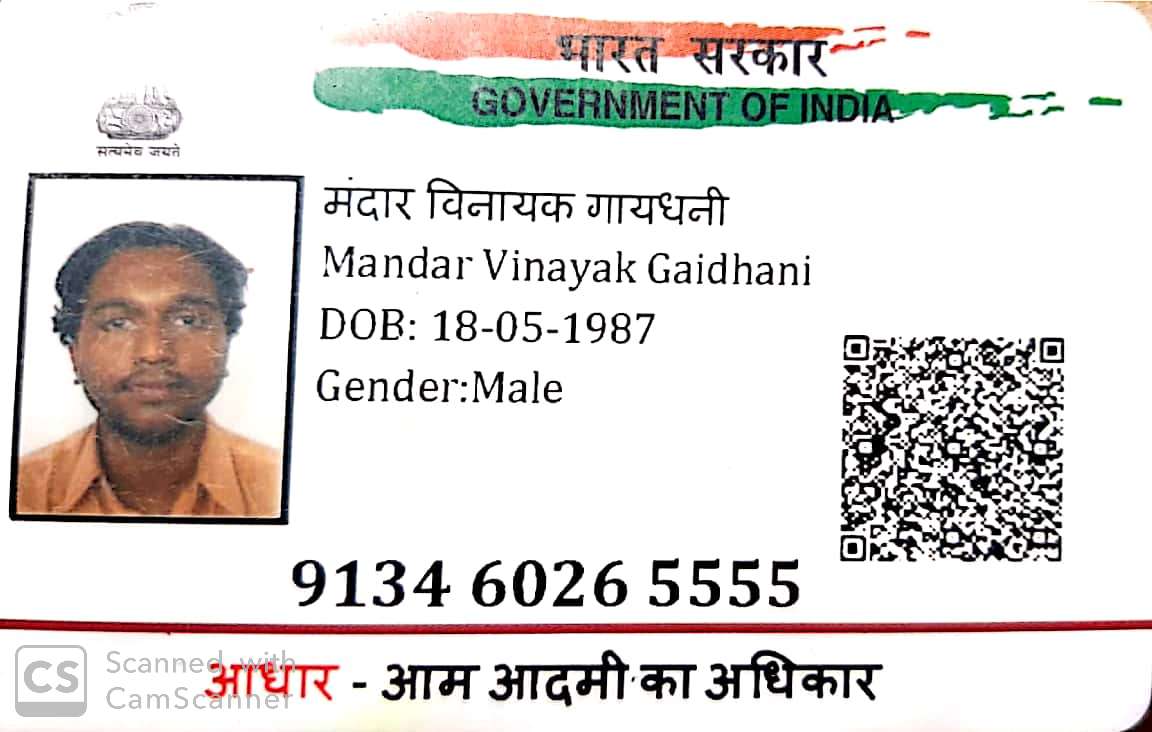 भारत सरकार
GOVERNMENT OF INDIA
सत्यमेव जयते
मंदार विनायक गायधनी
Mandar Vinayak Gaidhani
DOB: 18-05-1987
Gender:Male
9134 6026 5555
आधार - आम आदमी का अधिकार
CS Scanned with
CamScanner